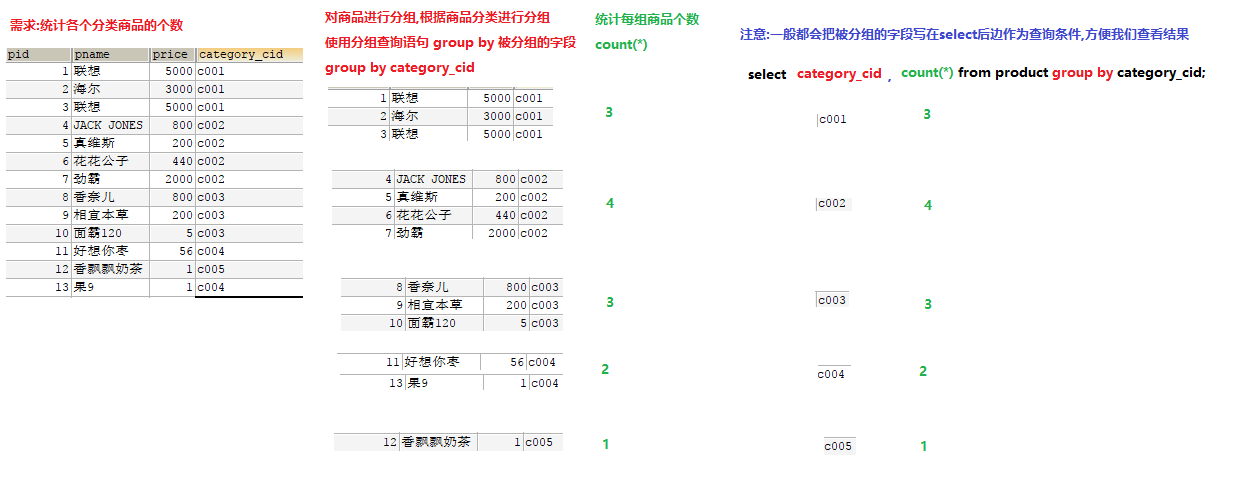 需求:统计各个分类商品的个数
pid pname price category_cid
1 联想 5000 c001
2 海尔 3000 c001
3 联想 5000 c001
4 JACK JONES 800 c002
5 真维斯 200 c002
6 花花公子 440 c002
7 劲霸 2000 c002
8 香奈儿 800 c003
9 相宜本草 200 c003
10 面霸120 5 c003
11 好想你枣 56 c004
12 香飘飘奶茶 1 c005
13 果9 1 c004
对商品进行分组,根据商品分类进行分组
使用分组查询语句 group by 被分组的字段
group by category_cid
1 联想 5000 c001
2 海尔 3000 c001
3 联想 5000 c001
4 JACK JONES 800 c002
5 真维斯 200 c002
6 花花公子 440 c002
7 劲霸 2000 c002
8 香奈儿 800 c003
9 相宜本草 200 c003
10 面霸120 5 c003
11 好想你枣 56 c004
13 果9 1 c004
12 香飘飘奶茶 1 c005
统计每组商品个数
count(*)
3
4
3
2
1
注意:一般都会把被分组的字段写在select后边作为查询条件,方便我们查看结果
select category_cid , count(*) from product group by category_cid;
c001 3
c002 4
c003 3
c004 2
c005 1